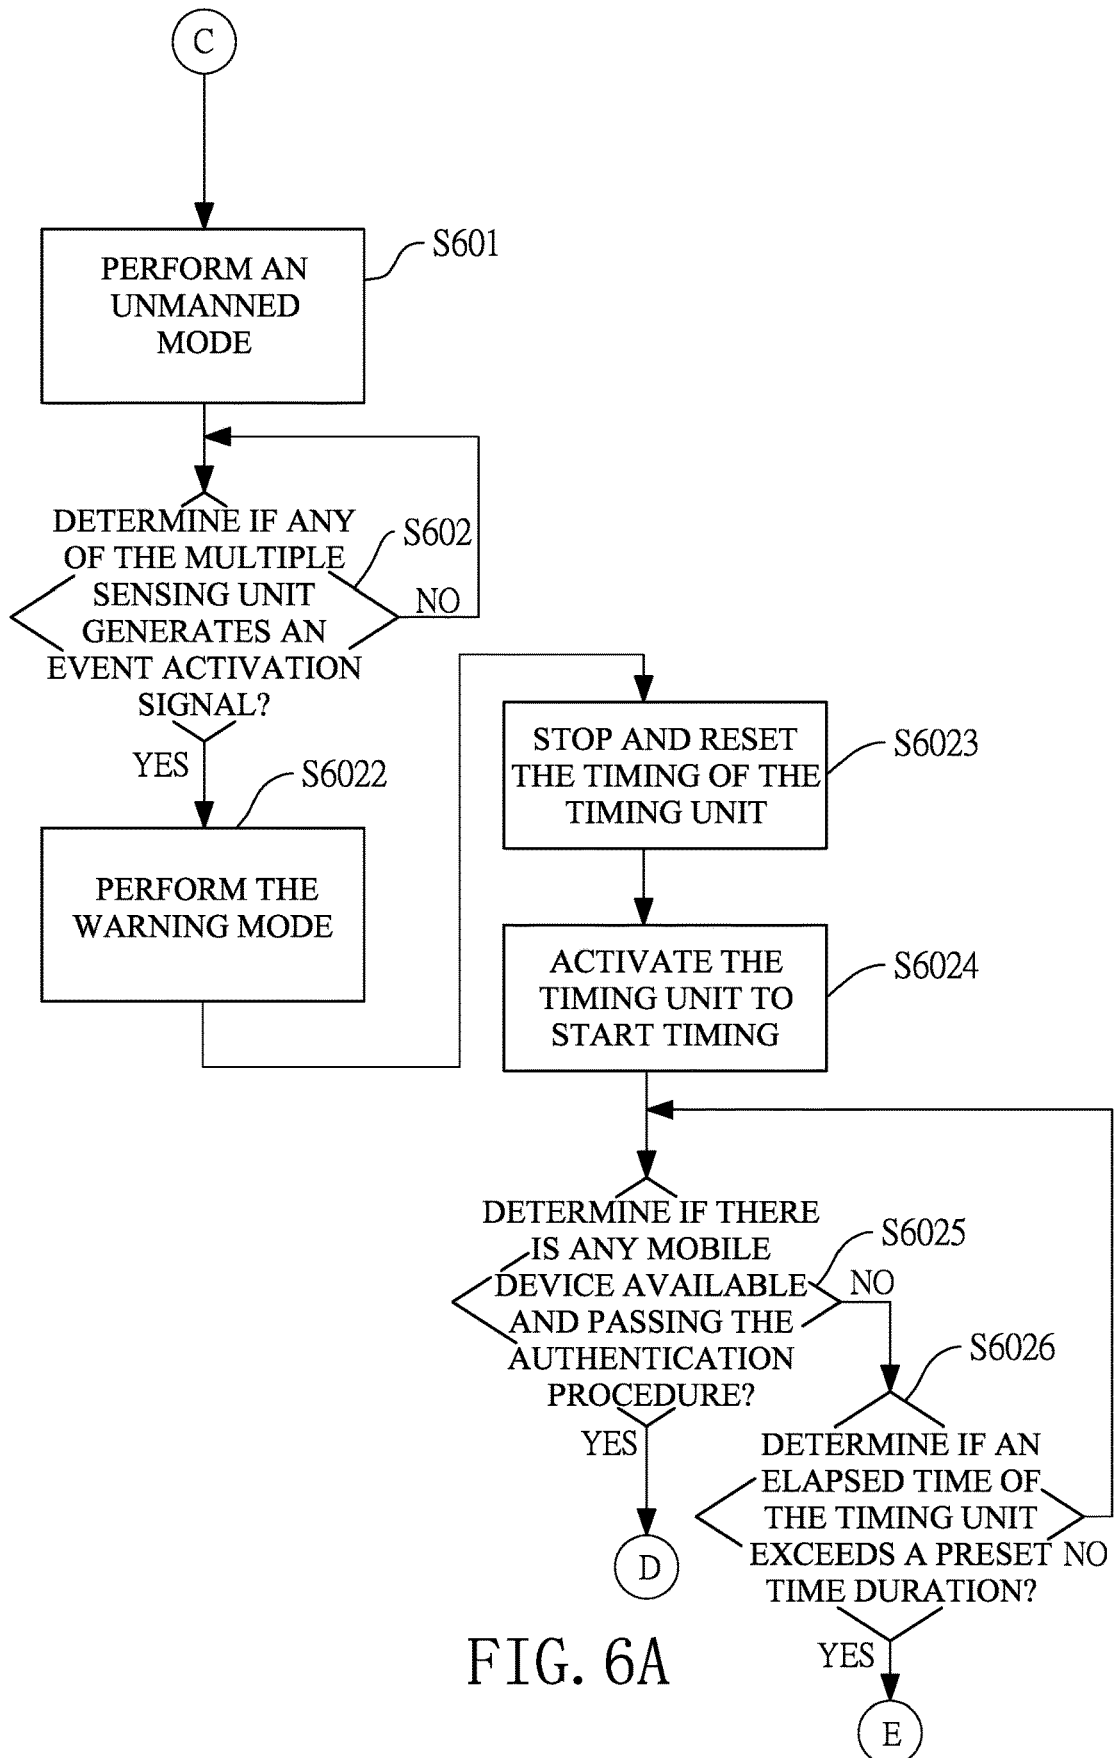 C
S601
PERFORM AN
UNMANNED
MODE
DETERMINE IF ANY
OF THE MULTIPLE
SENSING UNIT
GENERATES AN
EVENT ACTIVATION
SIGNAL?
S602
NO
YES
S6022
PERFORM THE
WARNING MODE
STOP AND RESET
THE TIMING OF THE
TIMING UNIT
S6023
ACTIVATE THE
TIMING UNIT TO
START TIMING
S6024
DETERMINE IF THERE
IS ANY MOBILE
DEVICE AVAILABLE
AND PASSING THE
AUTHENTICATION
PROCEDURE?
S6025
NO
YES
D
S6026
DETERMINE IF AN
ELAPSED TIME OF
THE TIMING UNIT
EXCEEDS A PRESET
TIME DURATION?
NO
YES
E
FIG. 6A